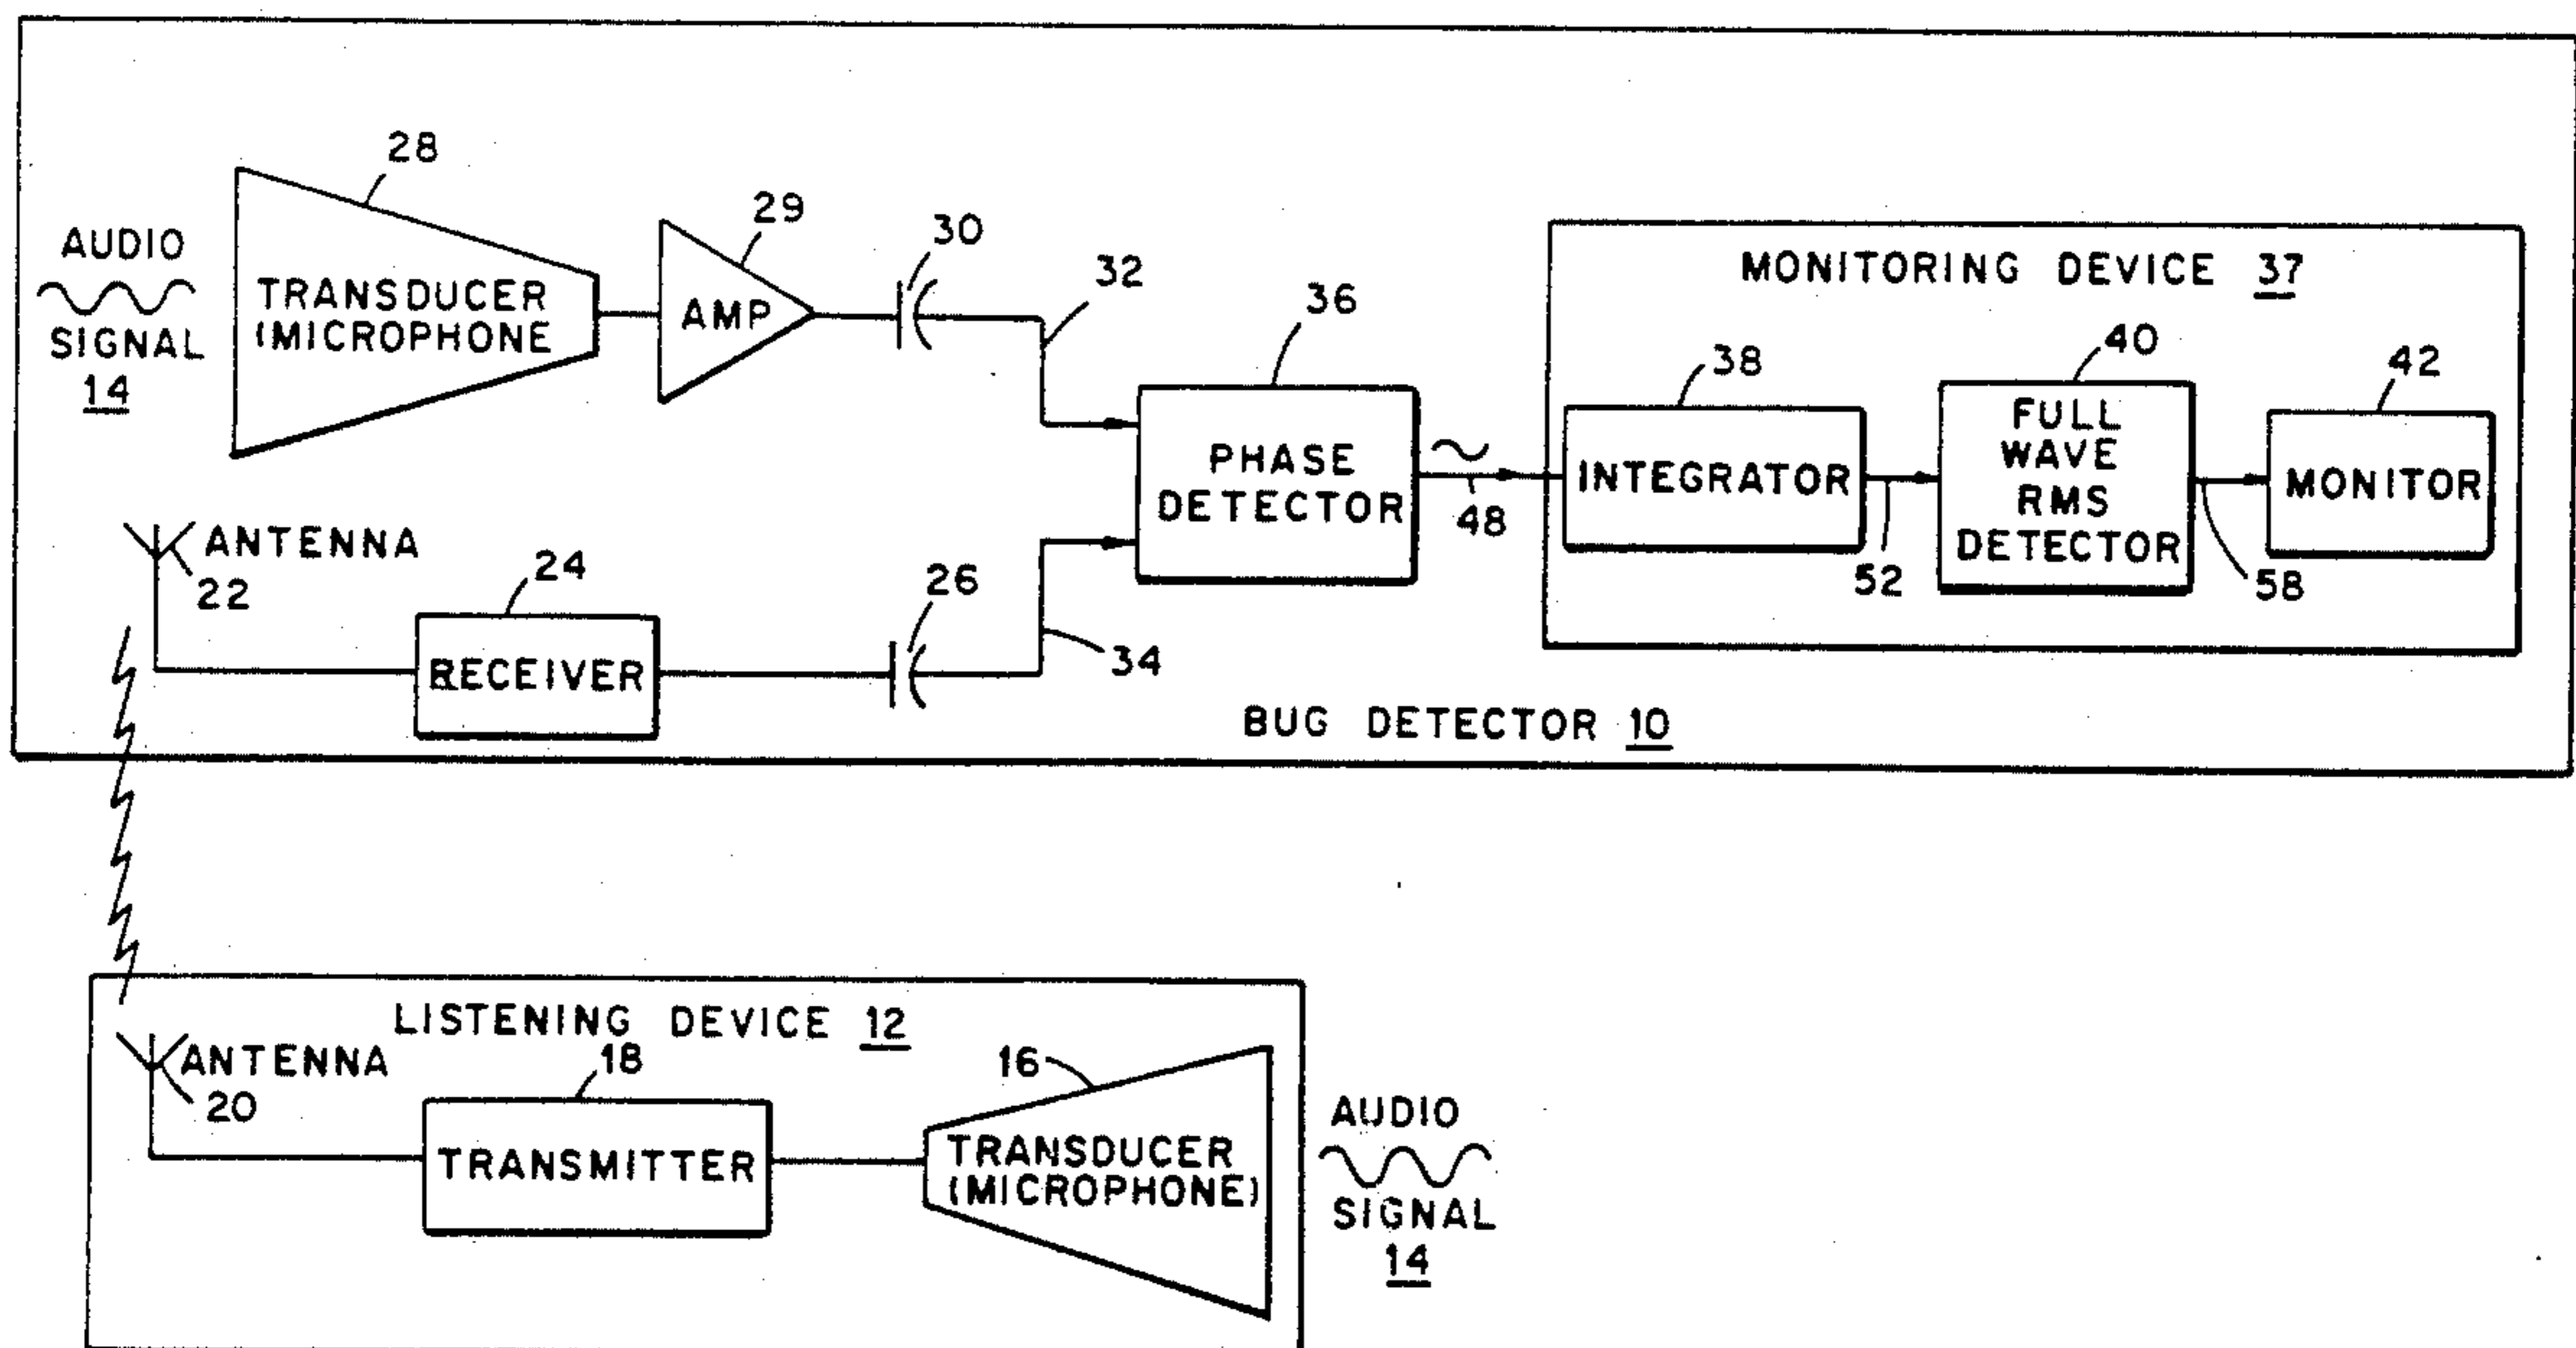 28
AUDIO
SIGNAL
14
TRANSDUCER
(MICROPHONE
29
AMP
30
32
36
PHASE
DETECTOR
48
MONITORING DEVICE 37
38
INTEGRATOR
52
40
FULL
WAVE
RMS
DETECTOR
58
42
MONITOR
ANTENNA
22
24
RECEIVER
26
34
BUG DETECTOR 10
LISTENING DEVICE 12
ANTENNA
20
18
TRANSMITTER
16
TRANSDUCER
(MICROPHONE)
AUDIO
SIGNAL
14